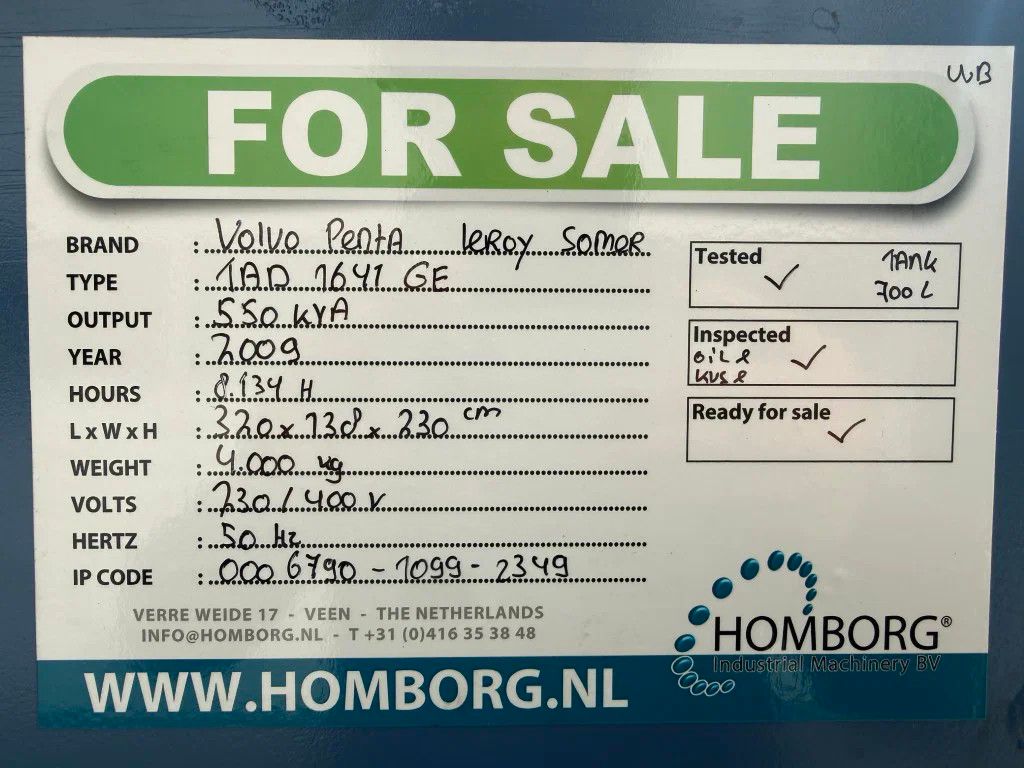 WB
FOR SALE
BRAND : Volvo Penta Leroy Somer
TYPE : TAD 1641 GE
OUTPUT : 550 kVA
YEAR : 2009
HOURS : 8.134 H
L x W x H : 320 x 138 x 230 cm
WEIGHT : 4.000 kg
VOLTS : 230 / 400 V
HERTZ : 50 Hz
IP CODE : 000 6790 - 1099 - 2349
Tested ✓ TANK
700 L
Inspected ✓
Ready for sale ✓
VERRE WEIDE 17 - VEEN - THE NETHERLANDS
INFO@HOMBORG.NL - T +31 (0)416 35 38 48
HOMBORG®
Industrial Machinery BV
WWW.HOMBORG.NL